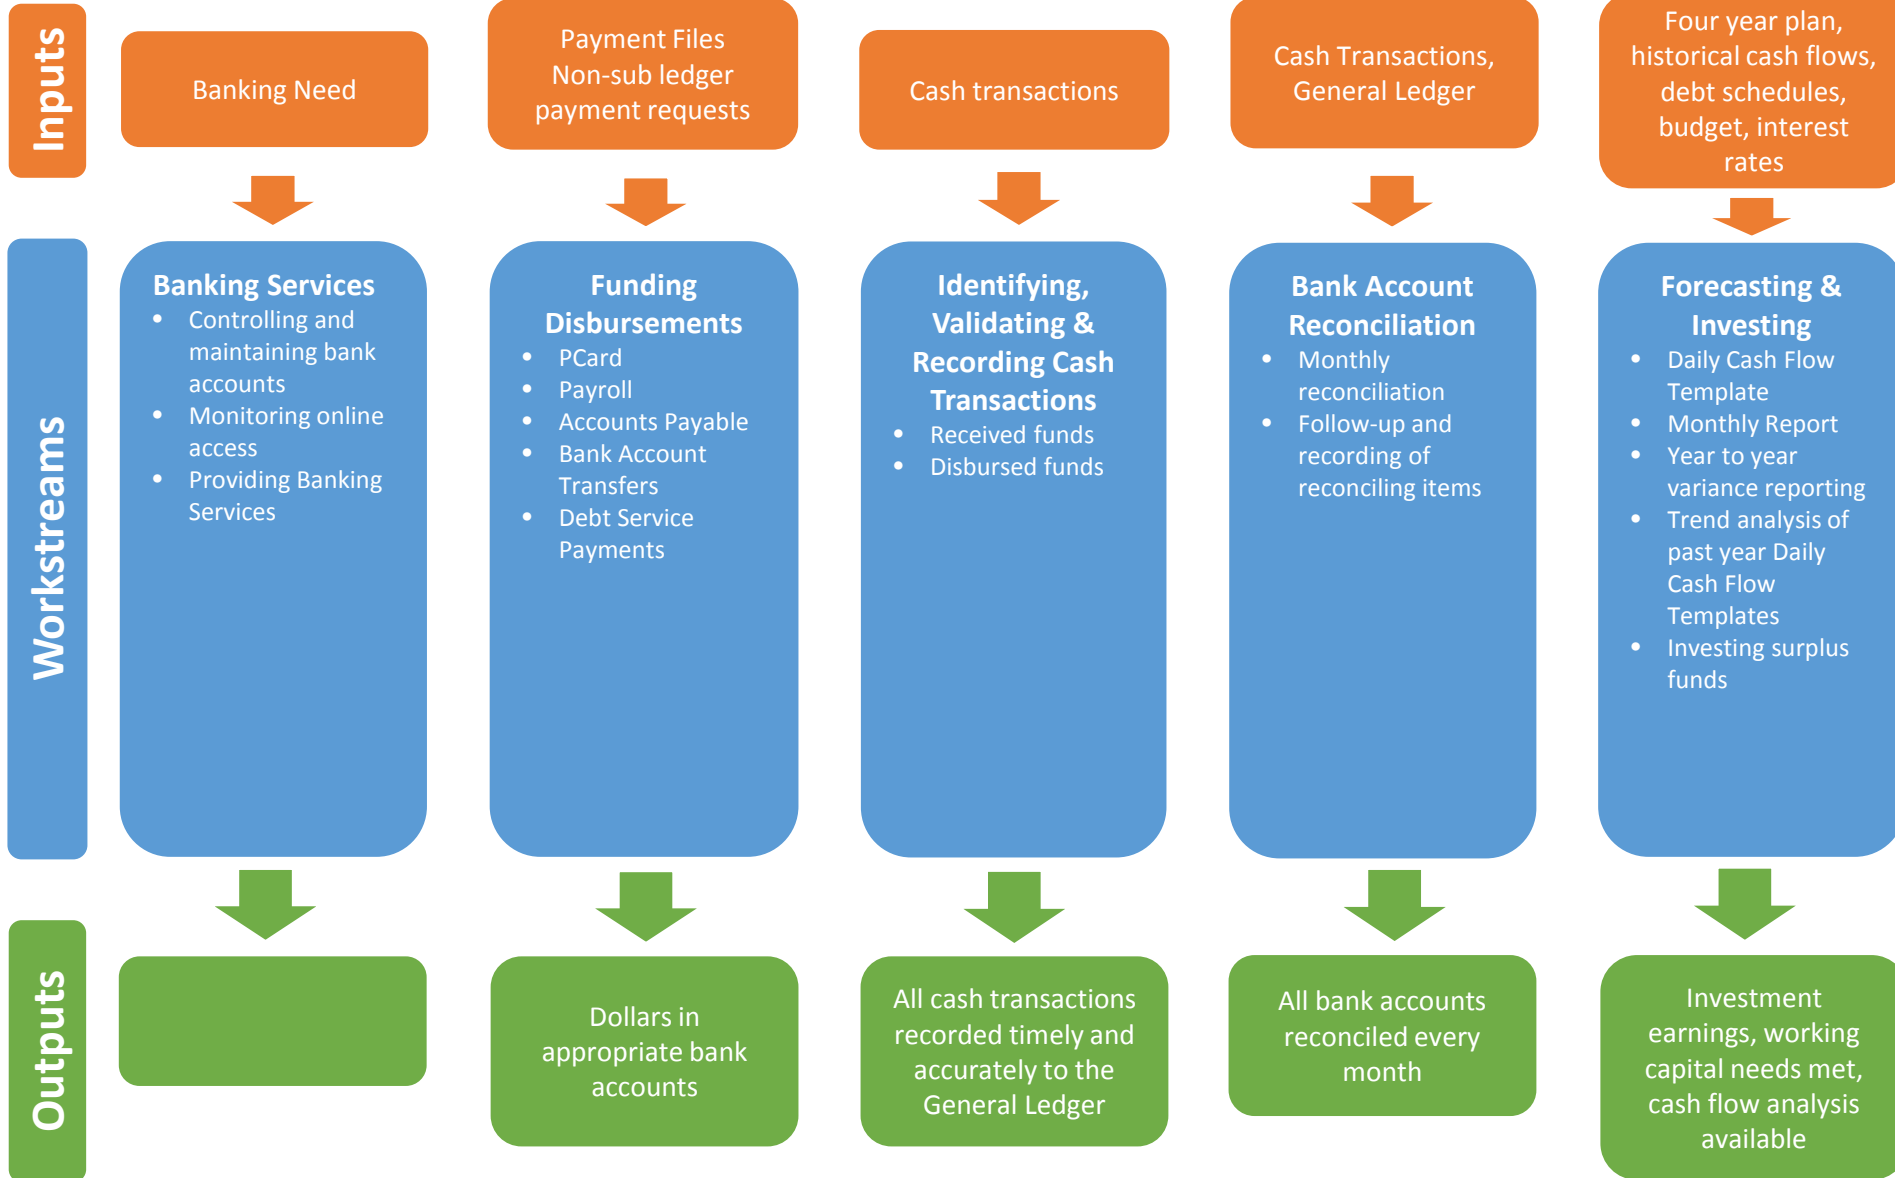 Inputs
Banking Need
Payment Files
Non-sub ledger
payment requests
Cash transactions
Cash Transactions,
General Ledger
Four year plan,
historical cash flows,
debt schedules,
budget, interest
rates
Workstreams
Banking Services
• Controlling and
maintaining bank
accounts
• Monitoring online
access
• Providing Banking
Services
Funding
Disbursements
• PCard
• Payroll
• Accounts Payable
• Bank Account
Transfers
• Debt Service
Payments
Identifying,
Validating &
Recording Cash
Transactions
• Received funds
• Disbursed funds
Bank Account
Reconciliation
• Monthly
reconciliation
• Follow-up and
recording of
reconciling items
Forecasting &
Investing
• Daily Cash Flow
Template
• Monthly Report
• Year to year
variance reporting
• Trend analysis of
past year Daily
Cash Flow
Templates
• Investing surplus
funds
Outputs
Dollars in
appropriate bank
accounts
All cash transactions
recorded timely and
accurately to the
General Ledger
All bank accounts
reconciled every
month
Investment
earnings, working
capital needs met,
cash flow analysis
available